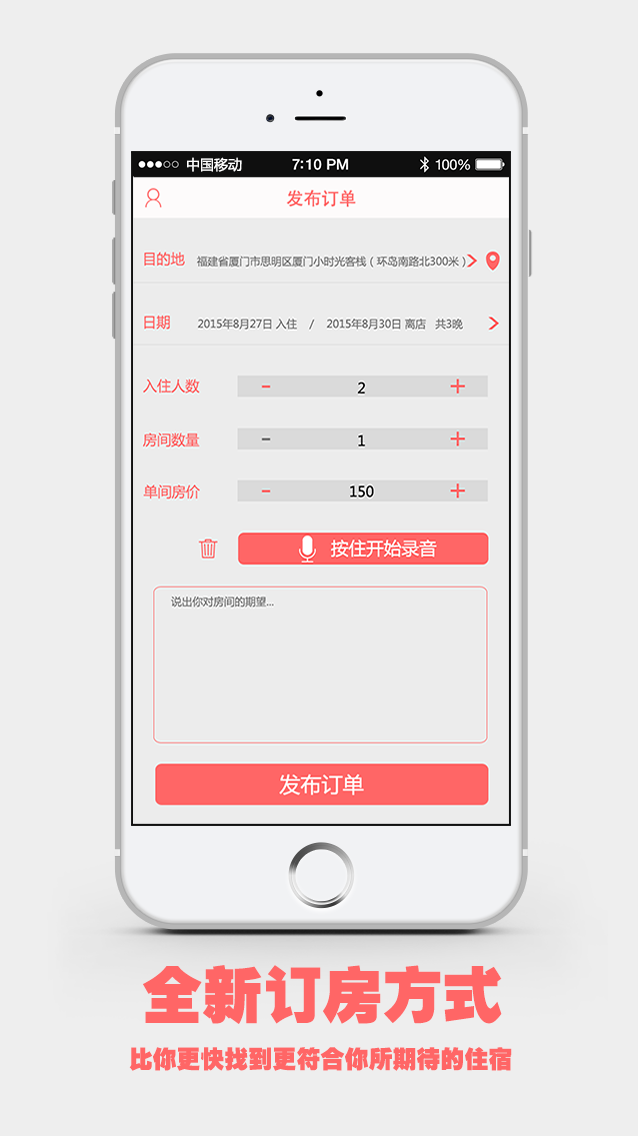 中国移动 7:10 PM 100%
发布订单
目的地 福建省厦门市思明区厦门小时光客栈（环岛南路北300米）
日期 2015年8月27日 入住 / 2015年8月30日 离店 共3晚
入住人数 - 2 +
房间数量 - 1 +
单间房价 - 150 +
按住开始录音
说出你对房间的期望...
发布订单
全新订房方式
比你更快找到更符合你所期待的住宿